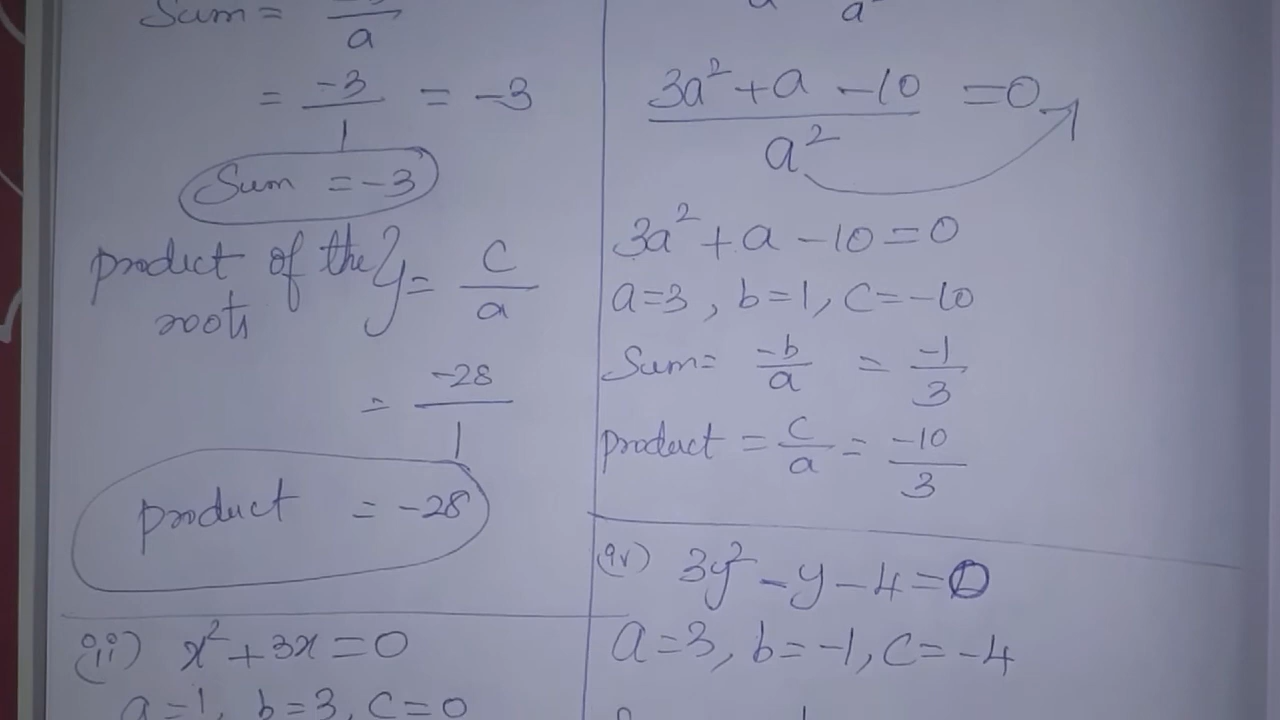 Sum = /a
= -3/1 = -3
Sum = -3
product of the } = c/a
roots
= -28/1
product = -28
(ii) x² + 3x = 0
a=1, b=3, c=0
a a²
3a² + a - 10 / a² = 0
3a² + a - 10 = 0
a=3, b=1, c=-10
Sum = -b/a = -1/3
product = c/a = -10/3
(iv) 3y² - y - 4 = 0
a=3, b=-1, c=-4